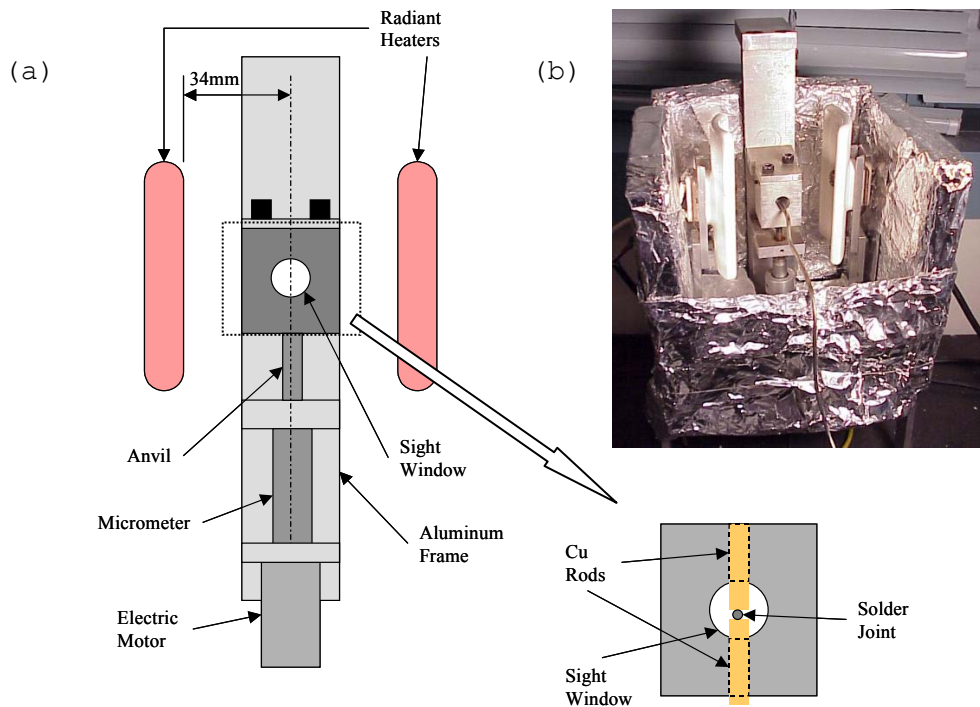 Radiant
Heaters
(a)
(b)
34mm
Anvil
Sight
Window
Micrometer
Aluminum
Frame
Electric
Motor
Cu
Rods
Solder
Joint
Sight
Window